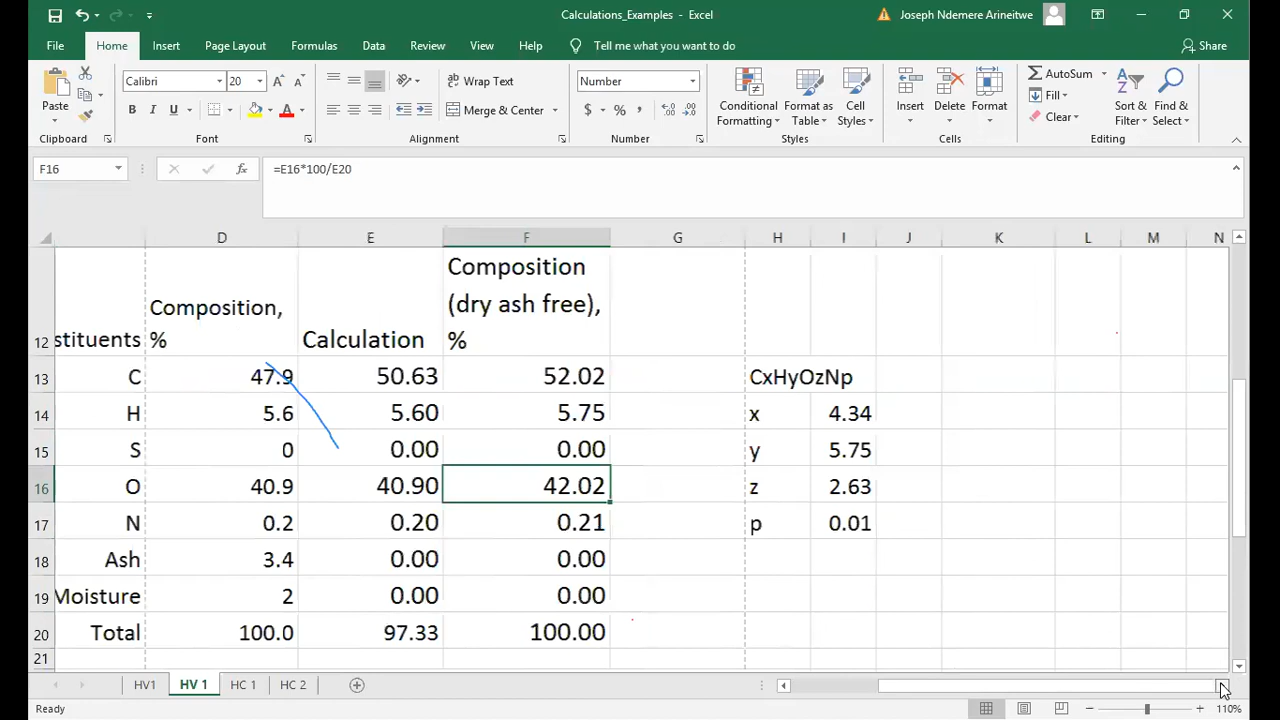 Calculations_Examples - Excel
Joseph Ndemere Arineitwe
File Home Insert Page Layout Formulas Data Review View Help Tell me what you want to do Share
Paste
Calibri 20
Wrap Text
Merge & Center
Number
$ % ,
Conditional Formatting
Format as Table
Cell Styles
Insert Delete Format
AutoSum
Fill
Clear
Sort & Filter
Find & Select
Clipboard Font Alignment Number Styles Cells Editing
F16 fx =E16*100/E20
D E F G H I J K L M N
12 stituents Composition, % Calculation Composition (dry ash free), %
13 C 47.9 50.63 52.02 CxHyOzNp
14 H 5.6 5.60 5.75 x 4.34
15 S 0 0.00 0.00 y 5.75
16 O 40.9 40.90 42.02 z 2.63
17 N 0.2 0.20 0.21 p 0.01
18 Ash 3.4 0.00 0.00
19 Moisture 2 0.00 0.00
20 Total 100.0 97.33 100.00
21
HV1 HV 1 HC 1 HC 2
Ready 110%